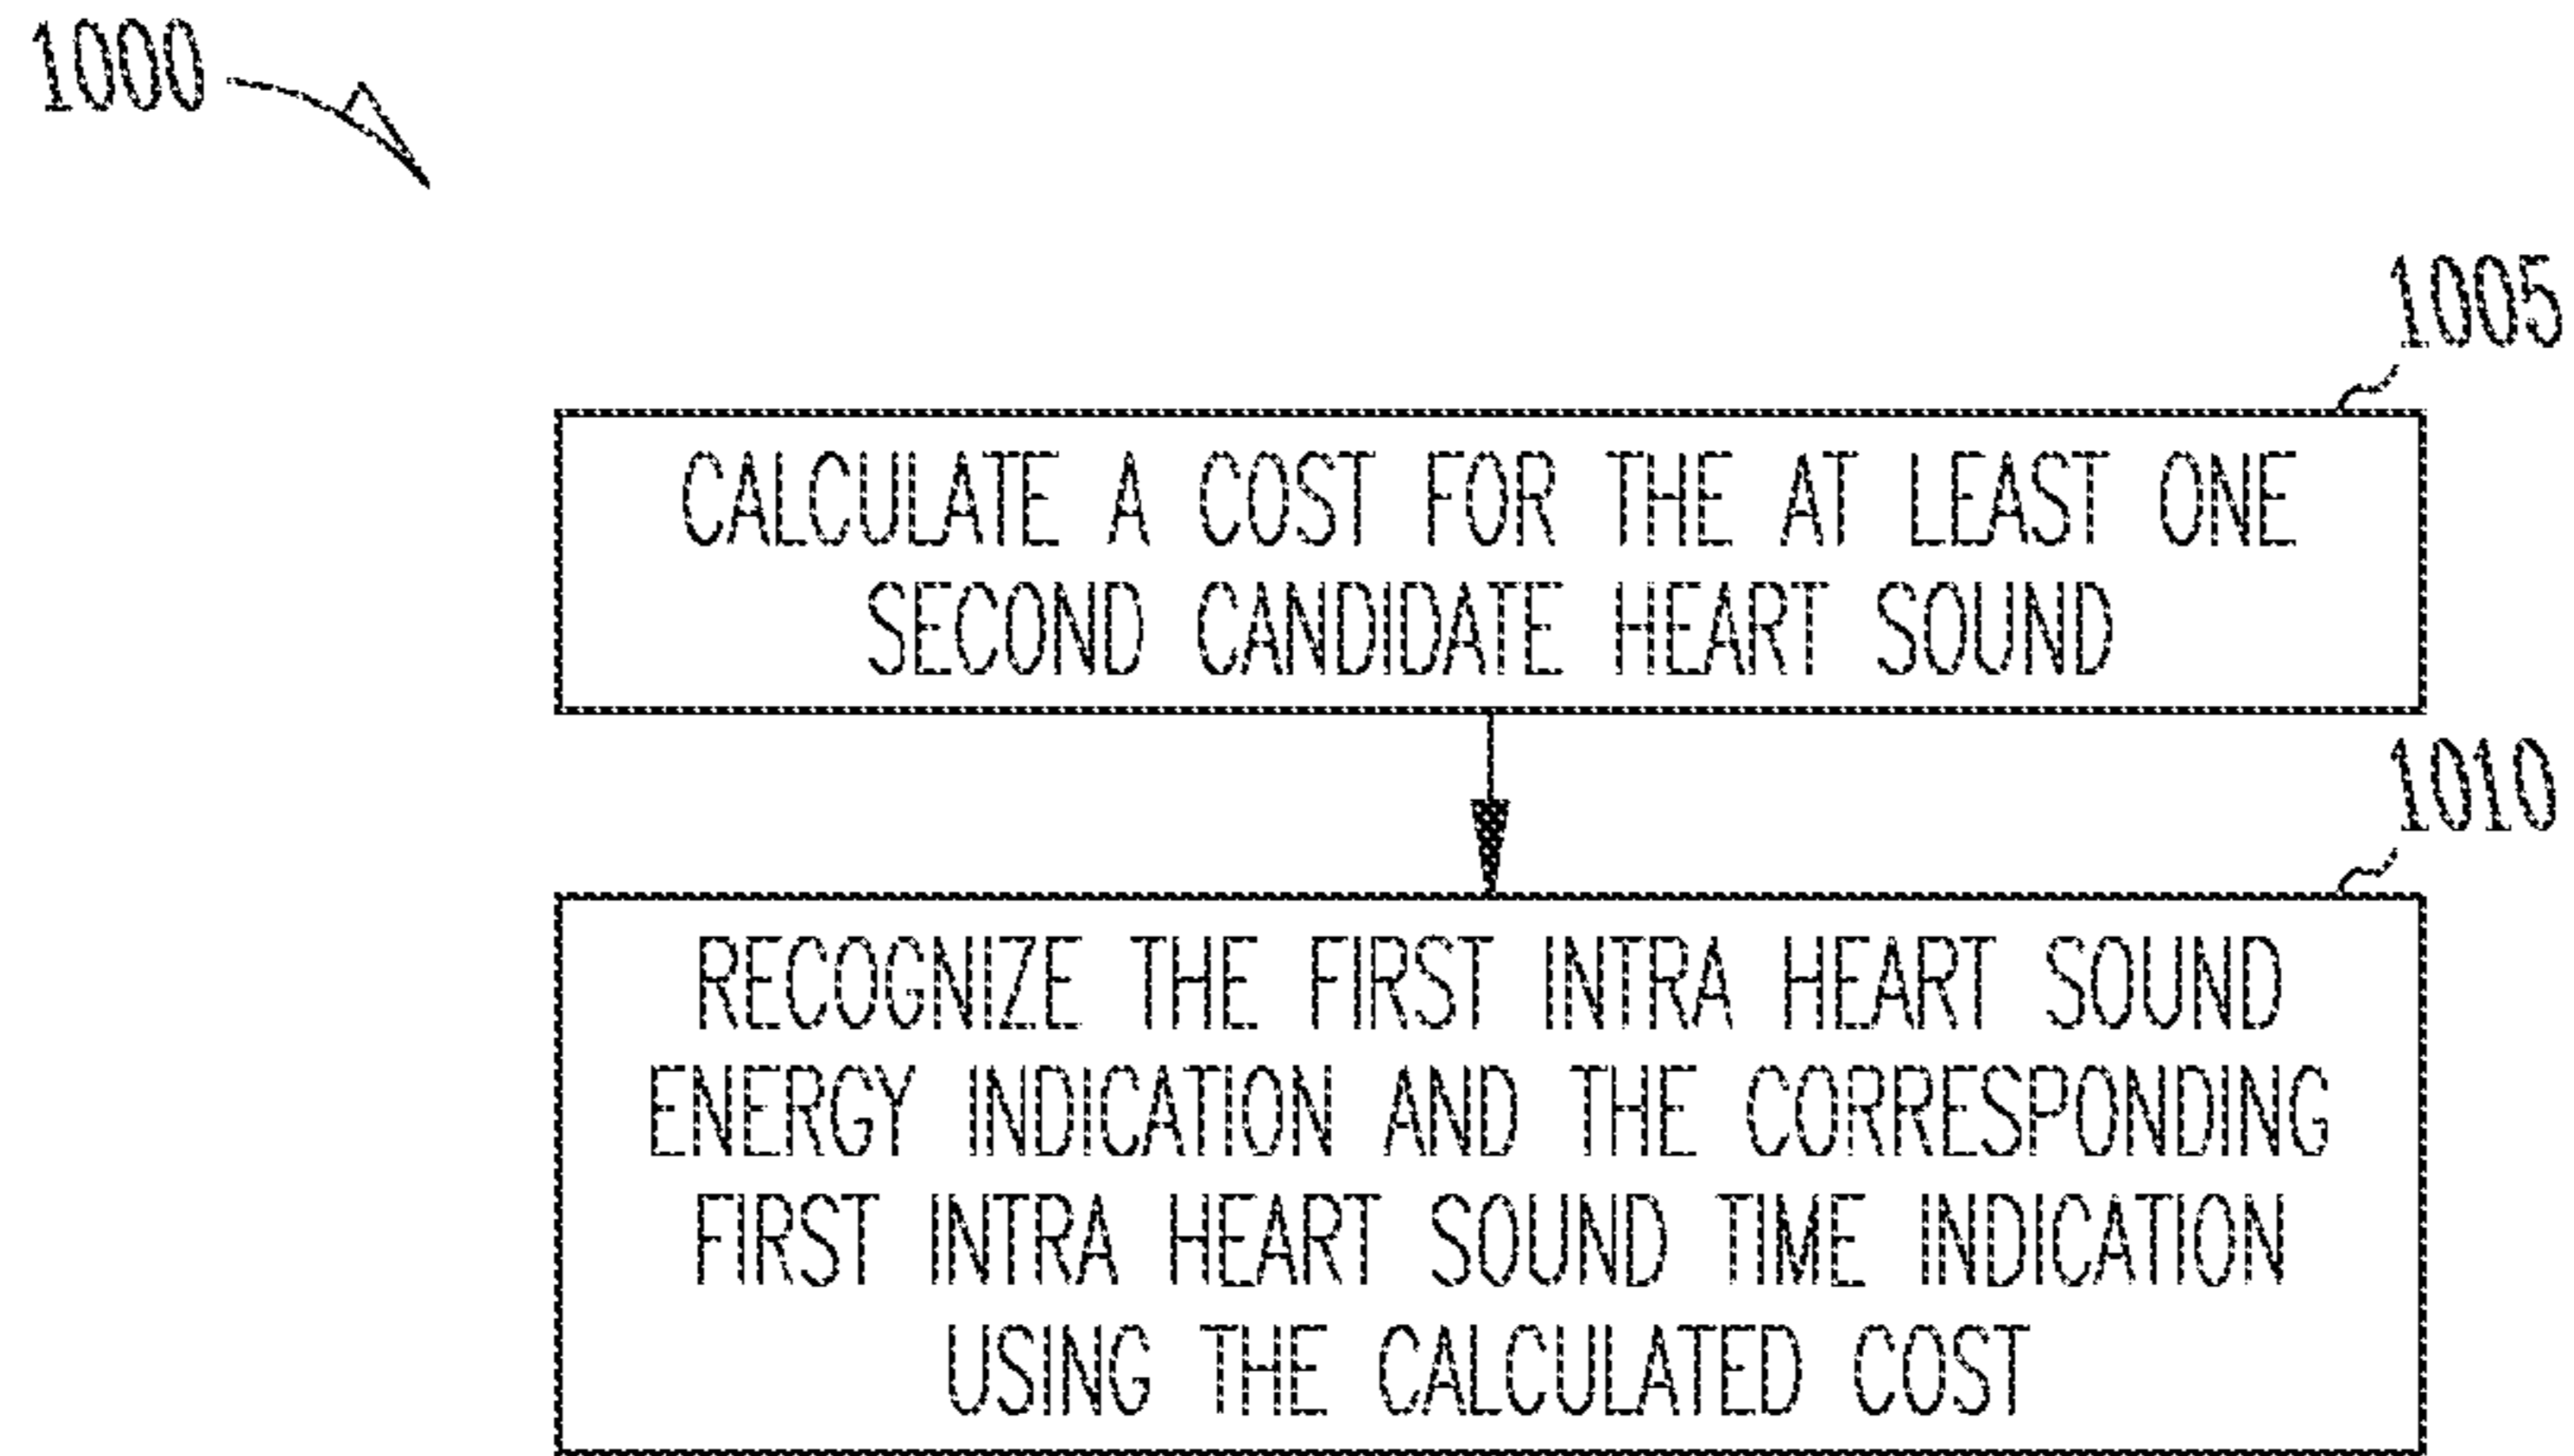 1000
1005
CALCULATE A COST FOR THE AT LEAST ONE
SECOND CANDIDATE HEART SOUND
1010
RECOGNIZE THE FIRST INTRA HEART SOUND
ENERGY INDICATION AND THE CORRESPONDING
FIRST INTRA HEART SOUND TIME INDICATION
USING THE CALCULATED COST